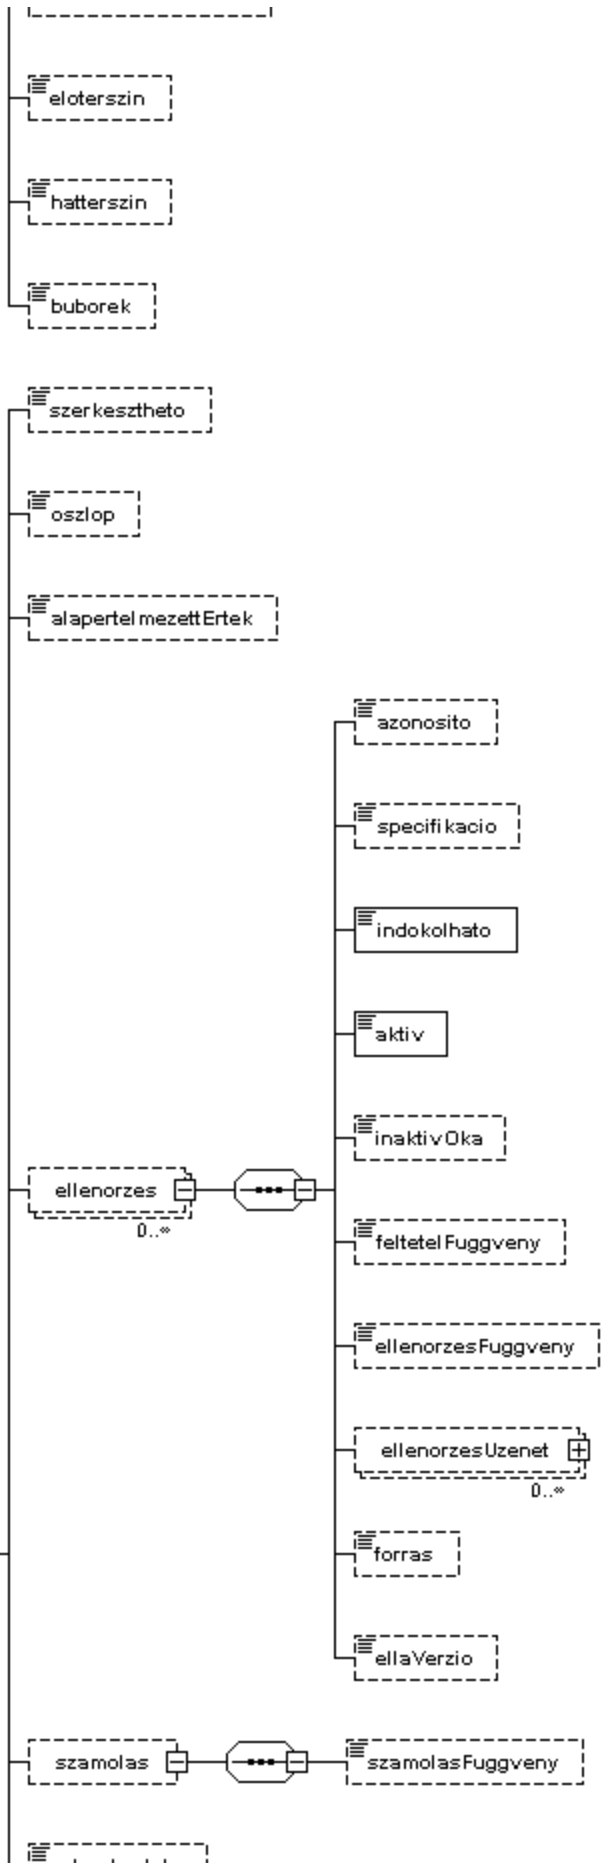 eloterszin
hatterszin
buborek
szerkesztheto
oszlop
alapertelmezettErtek
azonosito
specifikacio
indokolhato
aktiv
inaktivOka
ellenorzes
0..∞
feltetelFuggveny
ellenorzesFuggveny
ellenorzesUzenet
0..∞
forras
ellaVerzio
szamolas
szamolasFuggveny